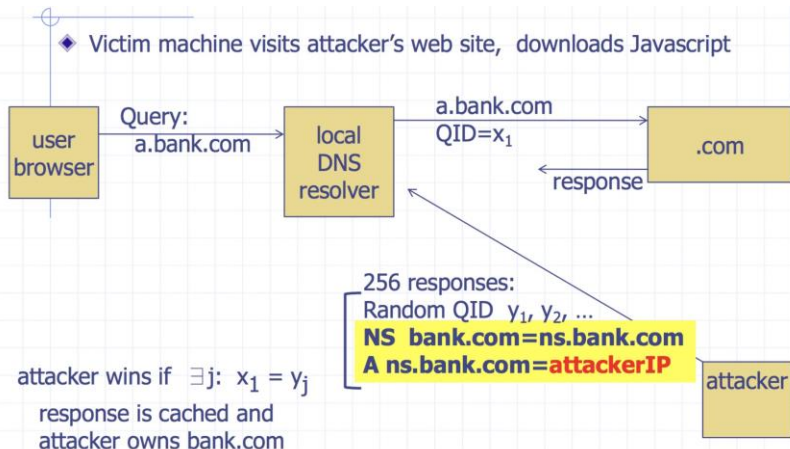 Victim machine visits attacker's web site, downloads Javascript
user
browser
Query:
a.bank.com
local
DNS
resolver
a.bank.com
QID=x₁
.com
response
256 responses:
Random QID y₁, y₂, ...
NS bank.com=ns.bank.com
A ns.bank.com=attackerIP
attacker
attacker wins if ∃j: x₁ = yⱼ
response is cached and
attacker owns bank.com